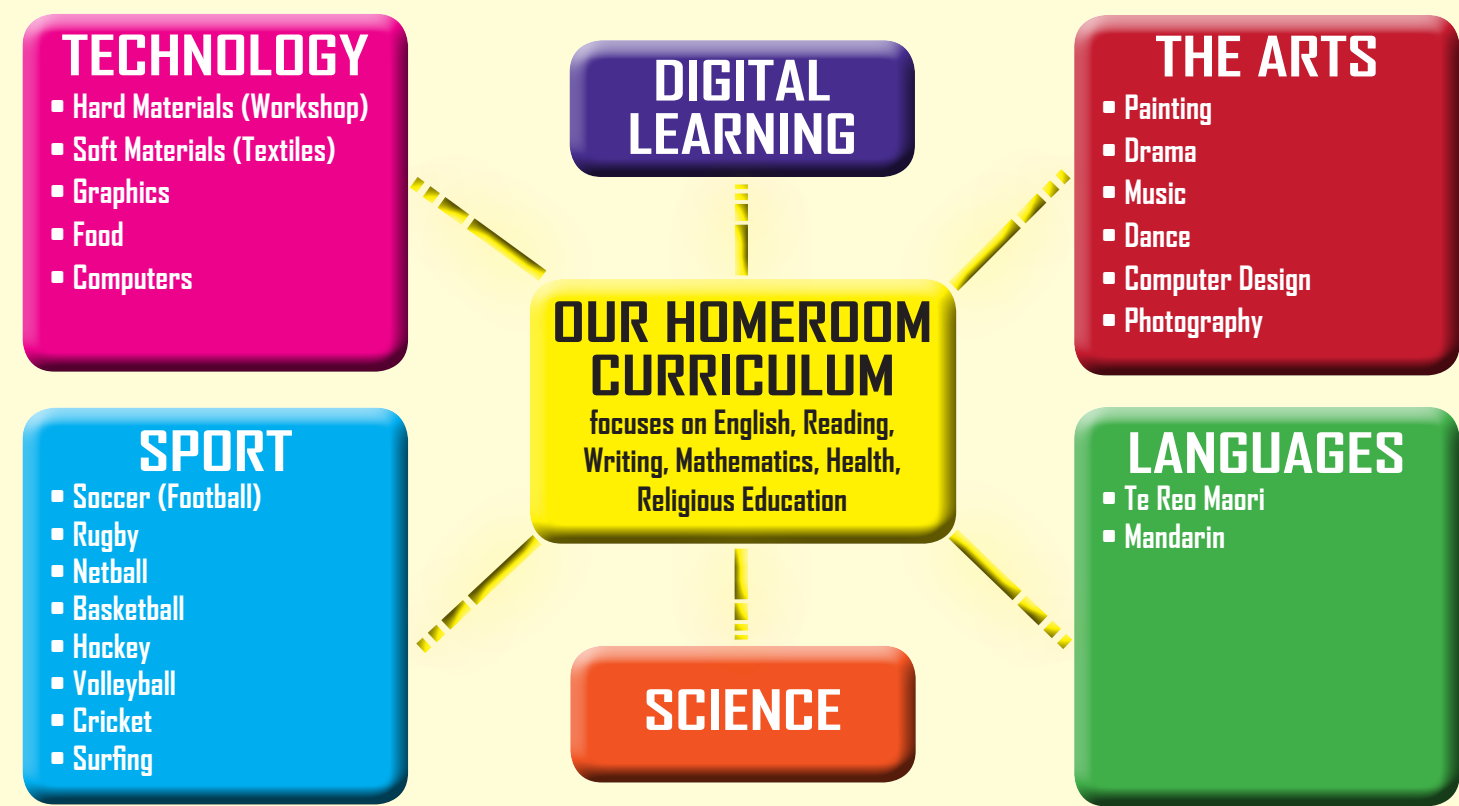 TECHNOLOGY
▪ Hard Materials (Workshop)
▪ Soft Materials (Textiles)
▪ Graphics
▪ Food
▪ Computers
DIGITAL
LEARNING
THE ARTS
▪ Painting
▪ Drama
▪ Music
▪ Dance
▪ Computer Design
▪ Photography
OUR HOMEROOM
CURRICULUM
focuses on English, Reading,
Writing, Mathematics, Health,
Religious Education
SPORT
▪ Soccer (Football)
▪ Rugby
▪ Netball
▪ Basketball
▪ Hockey
▪ Volleyball
▪ Cricket
▪ Surfing
SCIENCE
LANGUAGES
▪ Te Reo Maori
▪ Mandarin